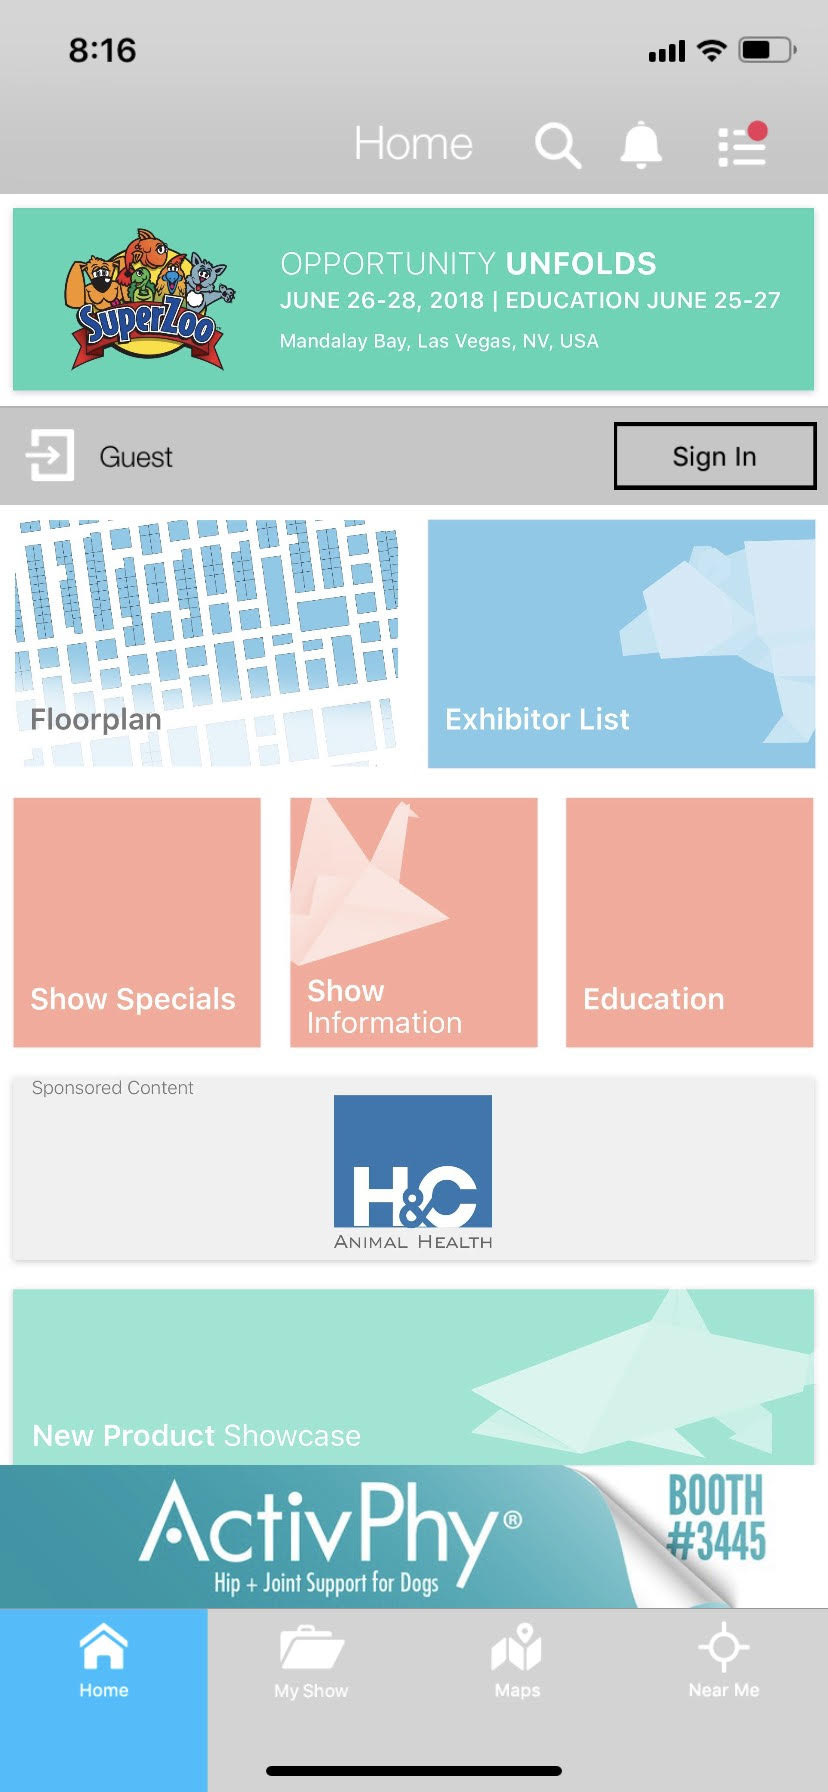 8:16
Home
SuperZoo
OPPORTUNITY UNFOLDS
JUNE 26-28, 2018 | EDUCATION JUNE 25-27
Mandalay Bay, Las Vegas, NV, USA
Guest
Sign In
Floorplan
Exhibitor List
Show Specials
Show
Information
Education
Sponsored Content
H&C
ANIMAL HEALTH
New Product Showcase
ActivPhy®
Hip + Joint Support for Dogs
BOOTH
#3445
Home
My Show
Maps
Near Me